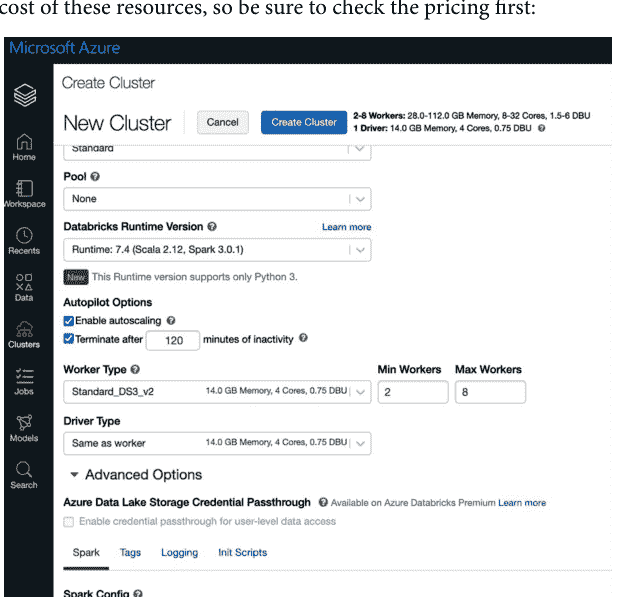 cost of these resources, so be sure to check the pricing first:
Microsoft Azure
Create Cluster
New Cluster
Cancel
Create Cluster
2-8 Workers: 28.0-112.0 GB Memory, 8-32 Cores, 1.5-6 DBU
1 Driver: 14.0 GB Memory, 4 Cores, 0.75 DBU ?
Home
Workspace
Recents
Data
Clusters
Jobs
Models
Search
Standard
Pool ?
None
Databricks Runtime Version ? Learn more
Runtime: 7.4 (Scala 2.12, Spark 3.0.1)
New This Runtime version supports only Python 3.
Autopilot Options
Enable autoscaling ?
Terminate after 120 minutes of inactivity ?
Worker Type ? Min Workers Max Workers
Standard_DS3_v2 14.0 GB Memory, 4 Cores, 0.75 DBU 2 8
Driver Type
Same as worker 14.0 GB Memory, 4 Cores, 0.75 DBU
Advanced Options
Azure Data Lake Storage Credential Passthrough ? Available on Azure Databricks Premium Learn more
Enable credential passthrough for user-level data access
Spark Tags Logging Init Scripts
Spark Config ?